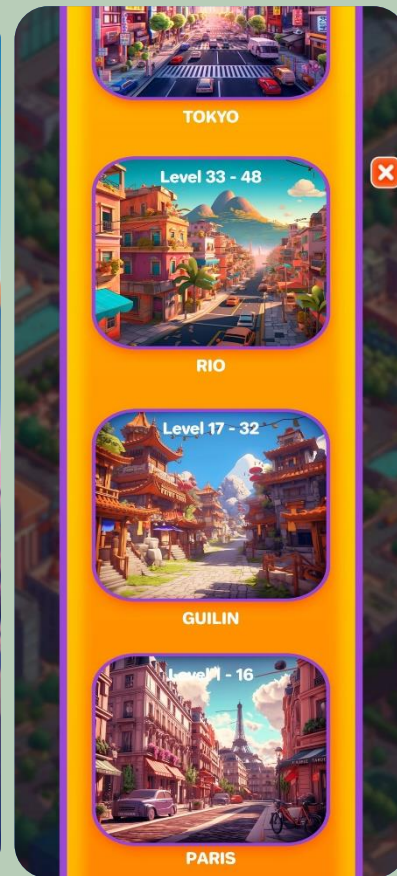 TOKYO
Level 33 - 48
RIO
Level 17 - 32
GUILIN
Level 1 - 16
PARIS